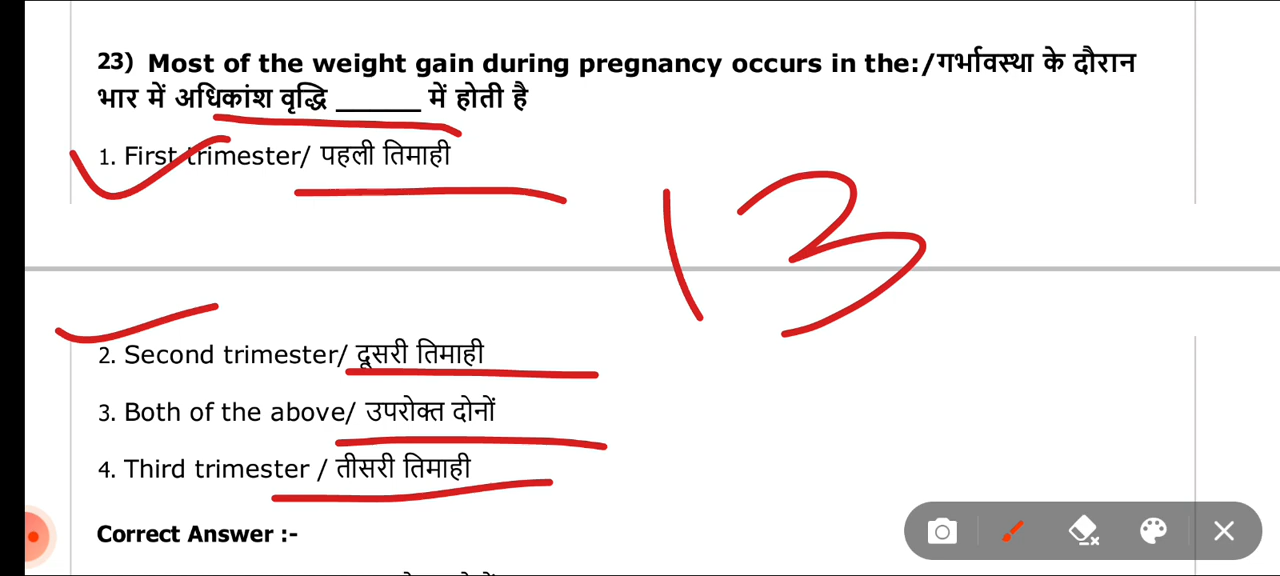 23) Most of the weight gain during pregnancy occurs in the:/गर्भावस्था के दौरान
भार में अधिकांश वृद्धि ______ में होती है
1. First trimester/ पहली तिमाही
13
2. Second trimester/ दूसरी तिमाही
3. Both of the above/ उपरोक्त दोनों
4. Third trimester / तीसरी तिमाही
Correct Answer :-